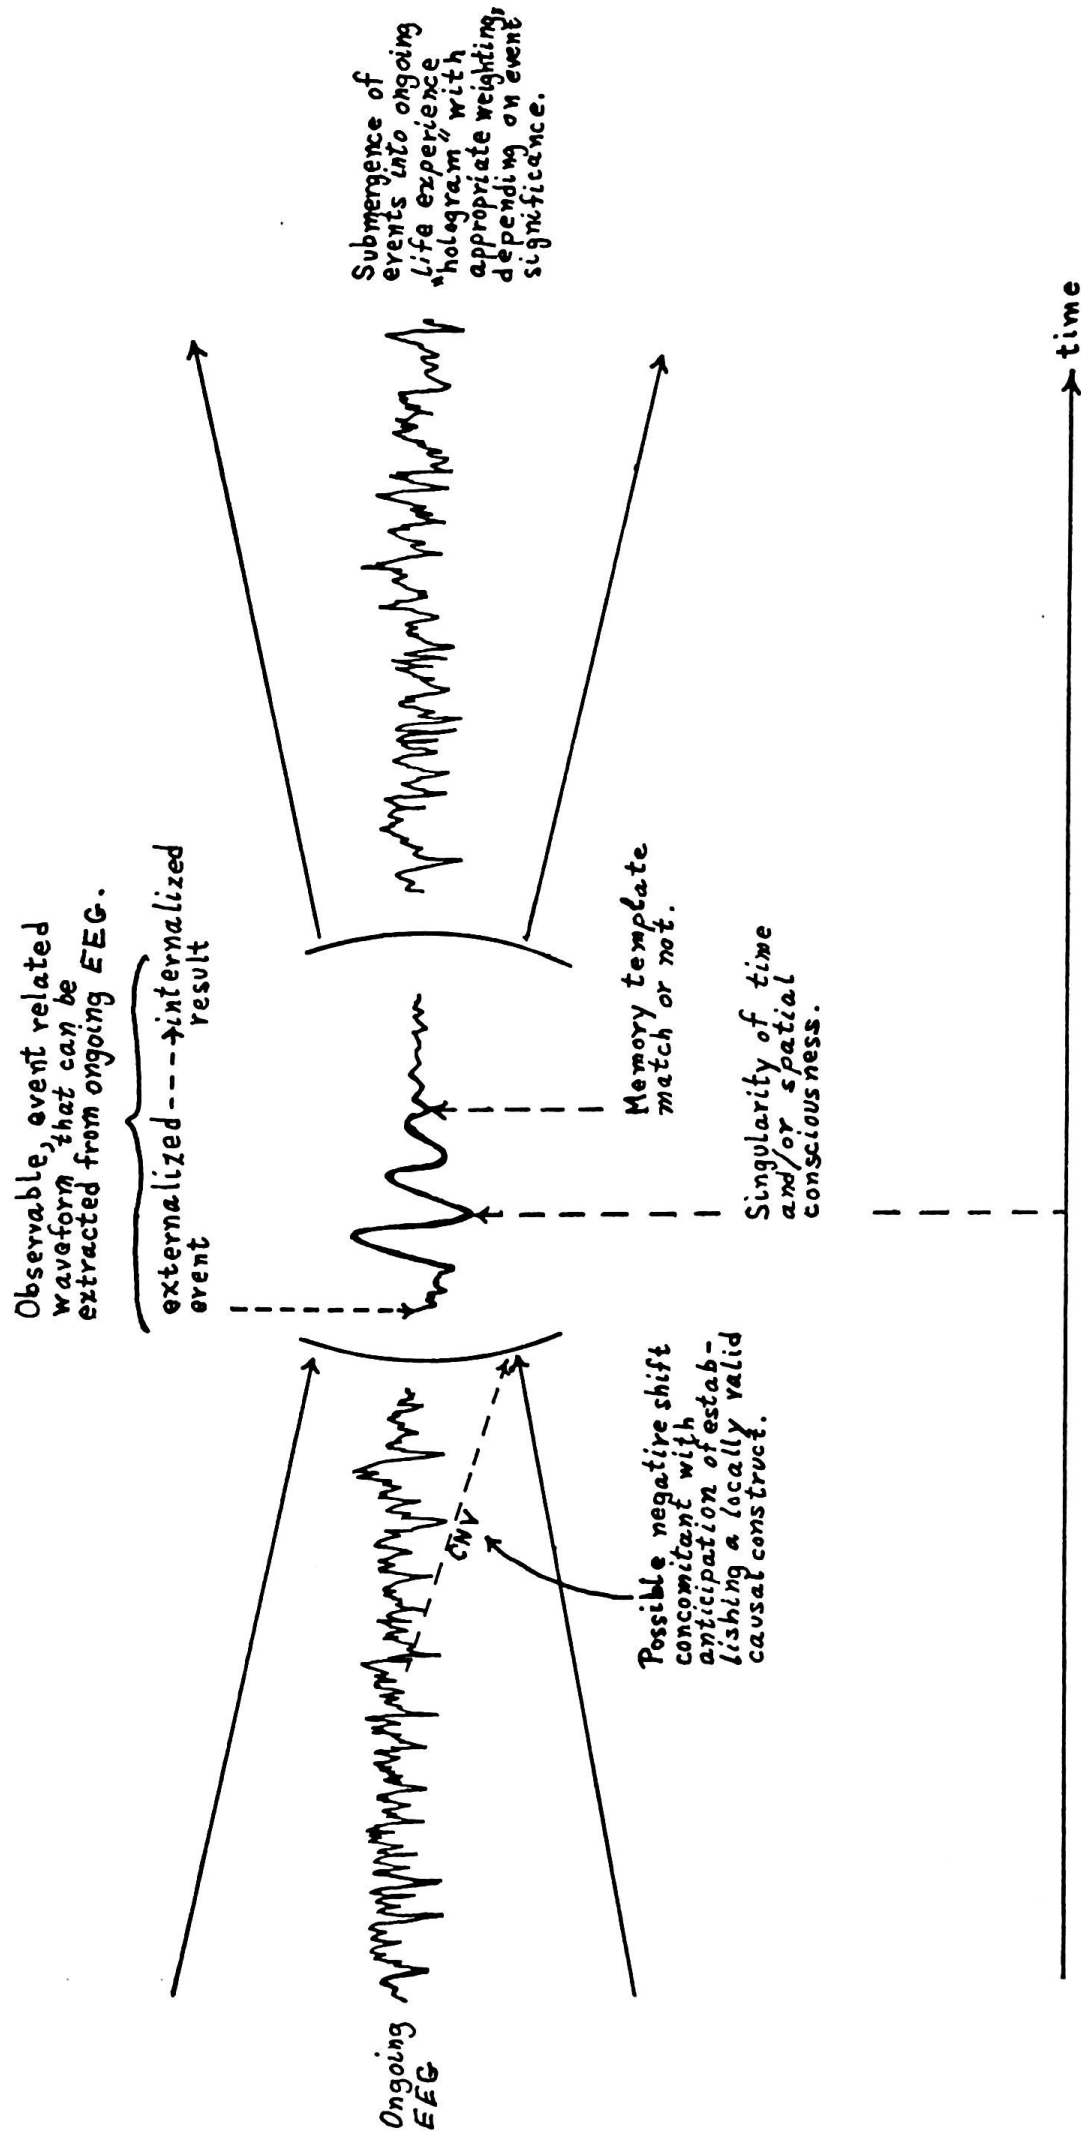 Observable, event related
waveform that can be
extracted from ongoing EEG.
externalized ----> internalized
event
result
Ongoing
EEG
CNV
Possible negative shift
concomitant with
anticipation of estab-
lishing a locally valid
causal construct.
Singularity of time
and/or spatial
consciousness.
Memory template
match or not.
Submergence of
events into ongoing
life experience
"hologram" with
appropriate weighting,
depending on event
significance.
time